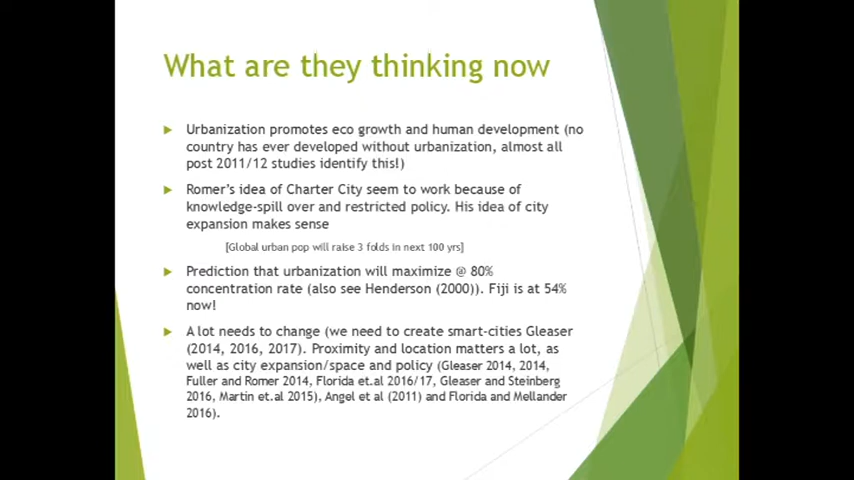 What are they thinking now
Urbanization promotes eco growth and human development (no
country has ever developed without urbanization, almost all
post 2011/12 studies identify this!)
Romer's idea of Charter City seem to work because of
knowledge-spill over and restricted policy. His idea of city
expansion makes sense
[Global urban pop will raise 3 folds in next 100 yrs]
Prediction that urbanization will maximize @ 80%
concentration rate (also see Henderson (2000)). Fiji is at 54%
now!
A lot needs to change (we need to create smart-cities Gleaser
(2014, 2016, 2017). Proximity and location matters a lot, as
well as city expansion/space and policy (Gleaser 2014, 2014,
Fuller and Romer 2014, Florida et.al 2016/17, Gleaser and Steinberg
2016, Martin et.al 2015), Angel et al (2011) and Florida and Mellander
2016).